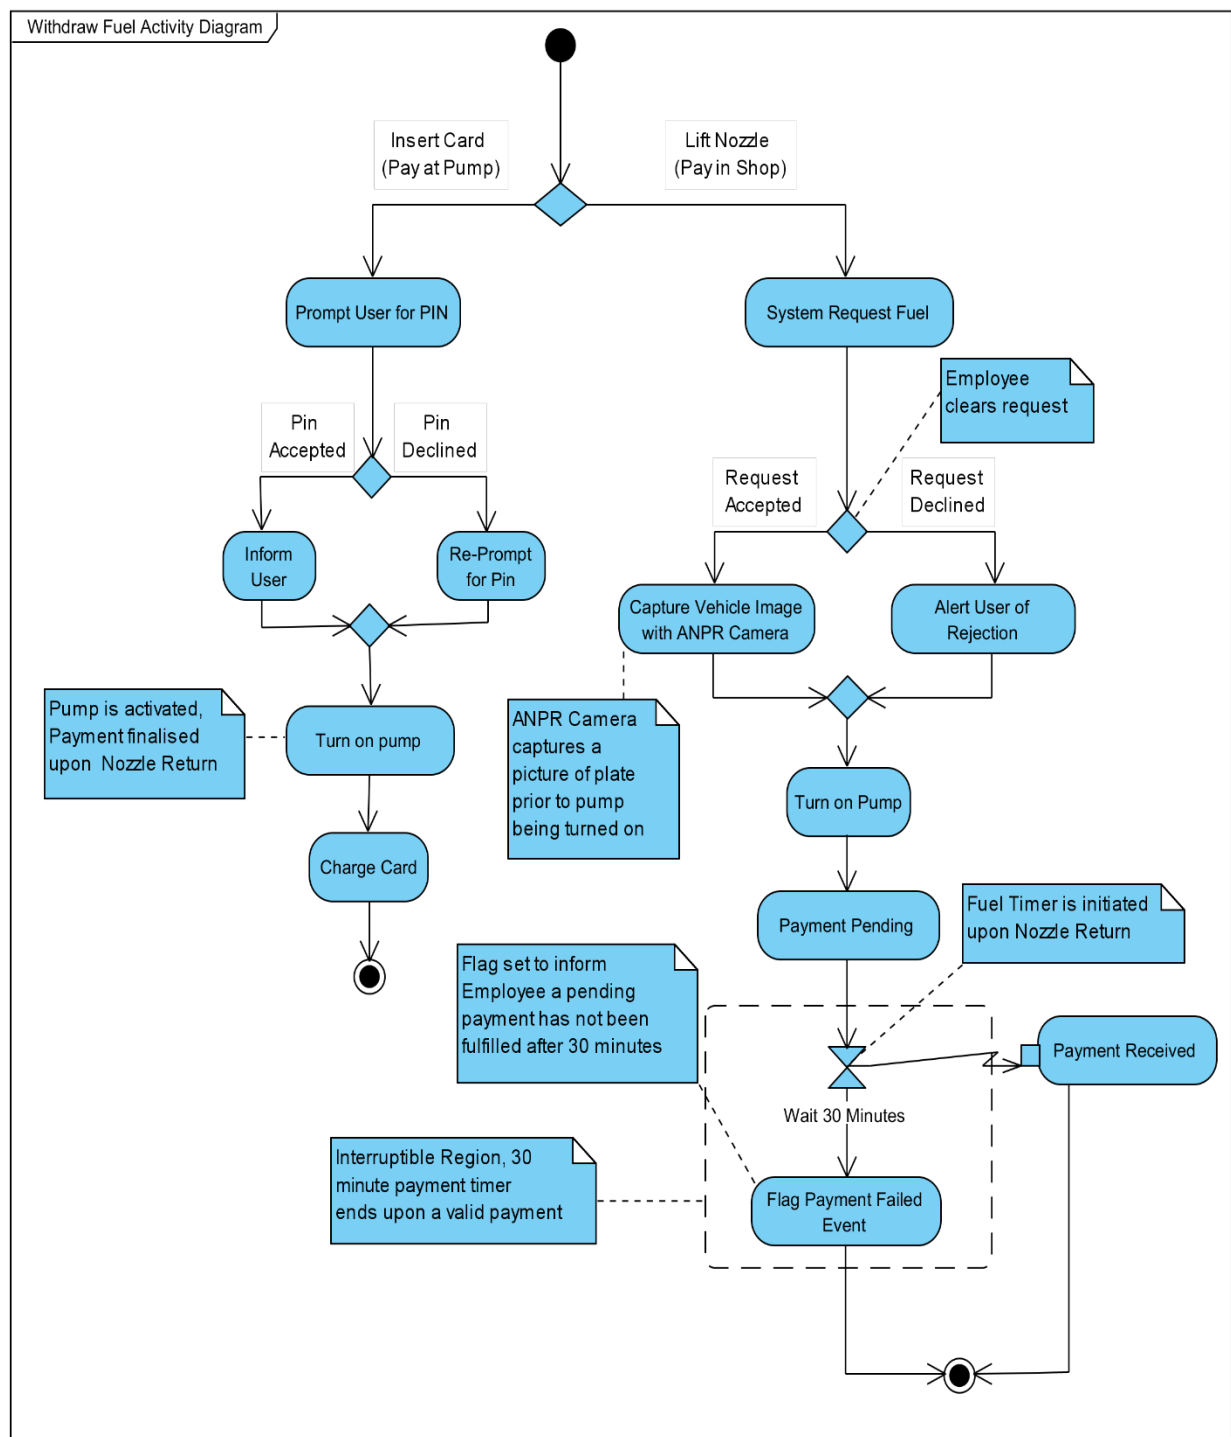 Withdraw Fuel Activity Diagram
Insert Card
(Pay at Pump)
Lift Nozzle
(Pay in Shop)
Prompt User for PIN
System Request Fuel
Employee
clears request
Pin
Accepted
Pin
Declined
Request
Accepted
Request
Declined
Inform
User
Re-Prompt
for Pin
Capture Vehicle Image
with ANPR Camera
Alert User of
Rejection
Pump is activated,
Payment finalised
upon Nozzle Return
Turn on pump
ANPR Camera
captures a
picture of plate
prior to pump
being turned on
Turn on Pump
Charge Card
Payment Pending
Fuel Timer is initiated
upon Nozzle Return
Flag set to inform
Employee a pending
payment has not been
fulfilled after 30 minutes
Payment Received
Wait 30 Minutes
Interruptible Region, 30
minute payment timer
ends upon a valid payment
Flag Payment Failed
Event